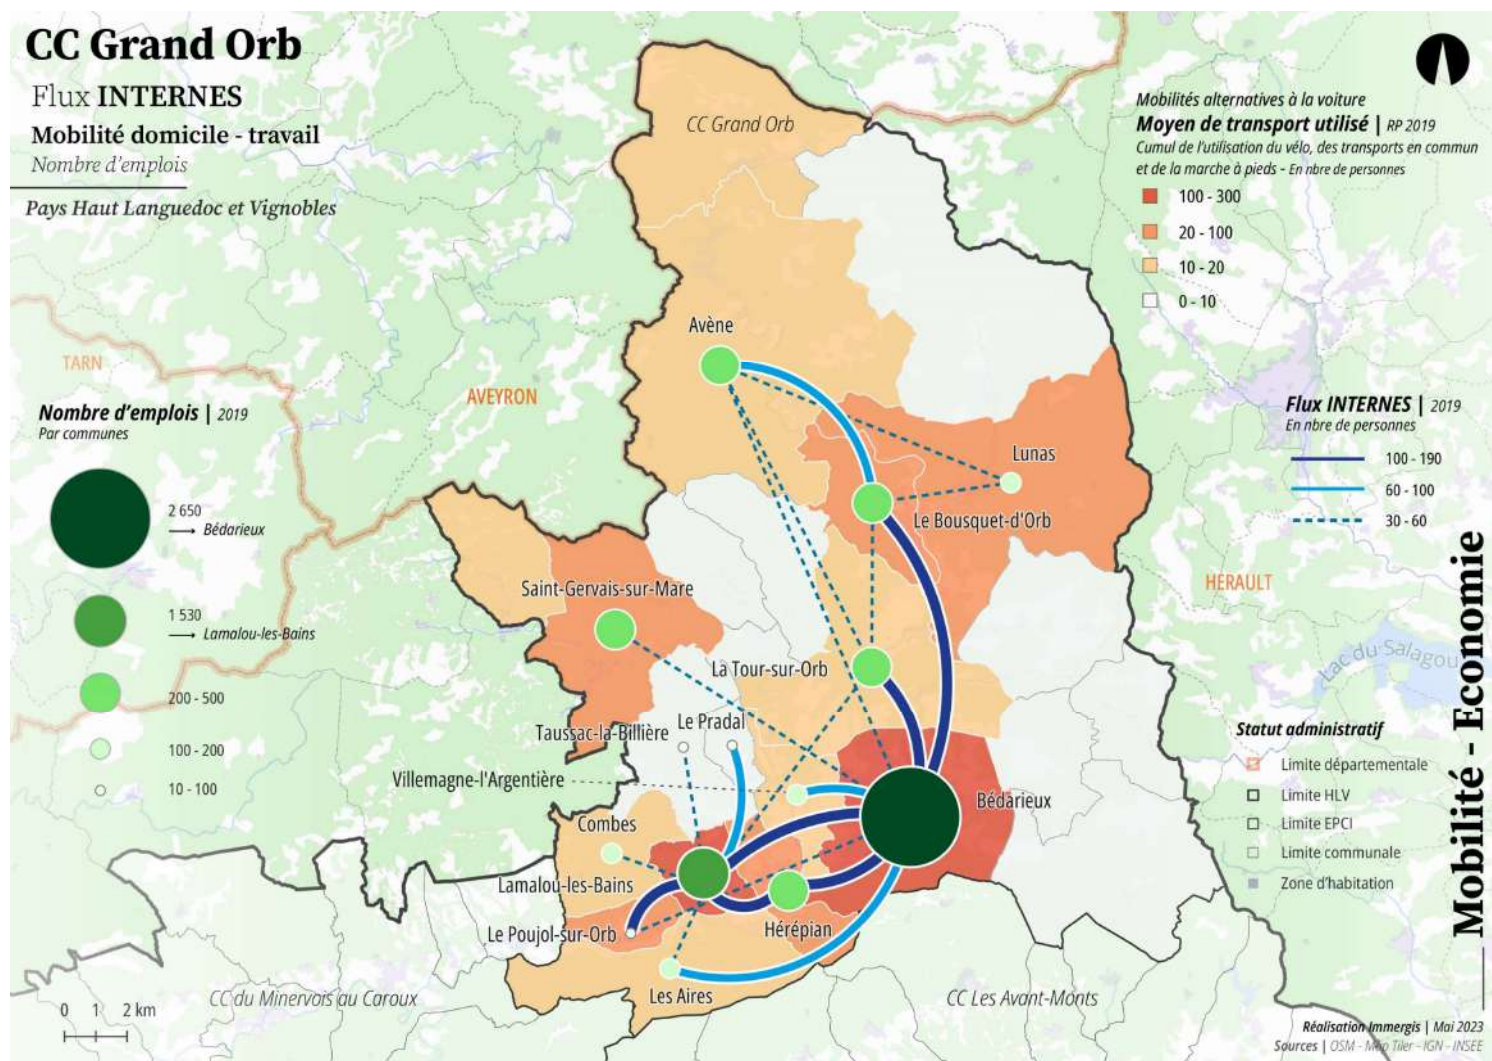 CC Grand Orb
Flux INTERNES
Mobilité domicile - travail
Nombre d'emplois
Pays Haut Languedoc et Vignobles
Mobilités alternatives à la voiture
Moyen de transport utilisé | RP 2019
Cumul de l'utilisation du vélo, des transports en commun
et de la marche à pieds - En nbre de personnes
100 - 300
20 - 100
10 - 20
0 - 10
CC Grand Orb
TARN
AVEYRON
Avène
Lunas
Le Bousquet-d'Orb
Nombre d'emplois | 2019
Par communes
2 650
Bédarieux
1 530
Lamalou-les-Bains
200 - 500
100 - 200
10 - 100
Flux INTERNES | 2019
En nbre de personnes
100 - 190
60 - 100
30 - 60
HERAULT
Lac du Salagou
Saint-Gervais-sur-Mare
La Tour-sur-Orb
Le Pradal
Taussac-la-Billière
Villemagne-l'Argentière
Bédarieux
Combes
Lamalou-les-Bains
Le Poujol-sur-Orb
Hérépian
Les Aires
Statut administratif
Limite départementale
Limite HLV
Limite EPCI
Limite communale
Zone d'habitation
Mobilité - Economie
CC du Minervois au Caroux
CC Les Avant-Monts
0 1 2 km
Réalisation Immergis | Mai 2023
Sources | OSM - Map Tiler - IGN - INSEE